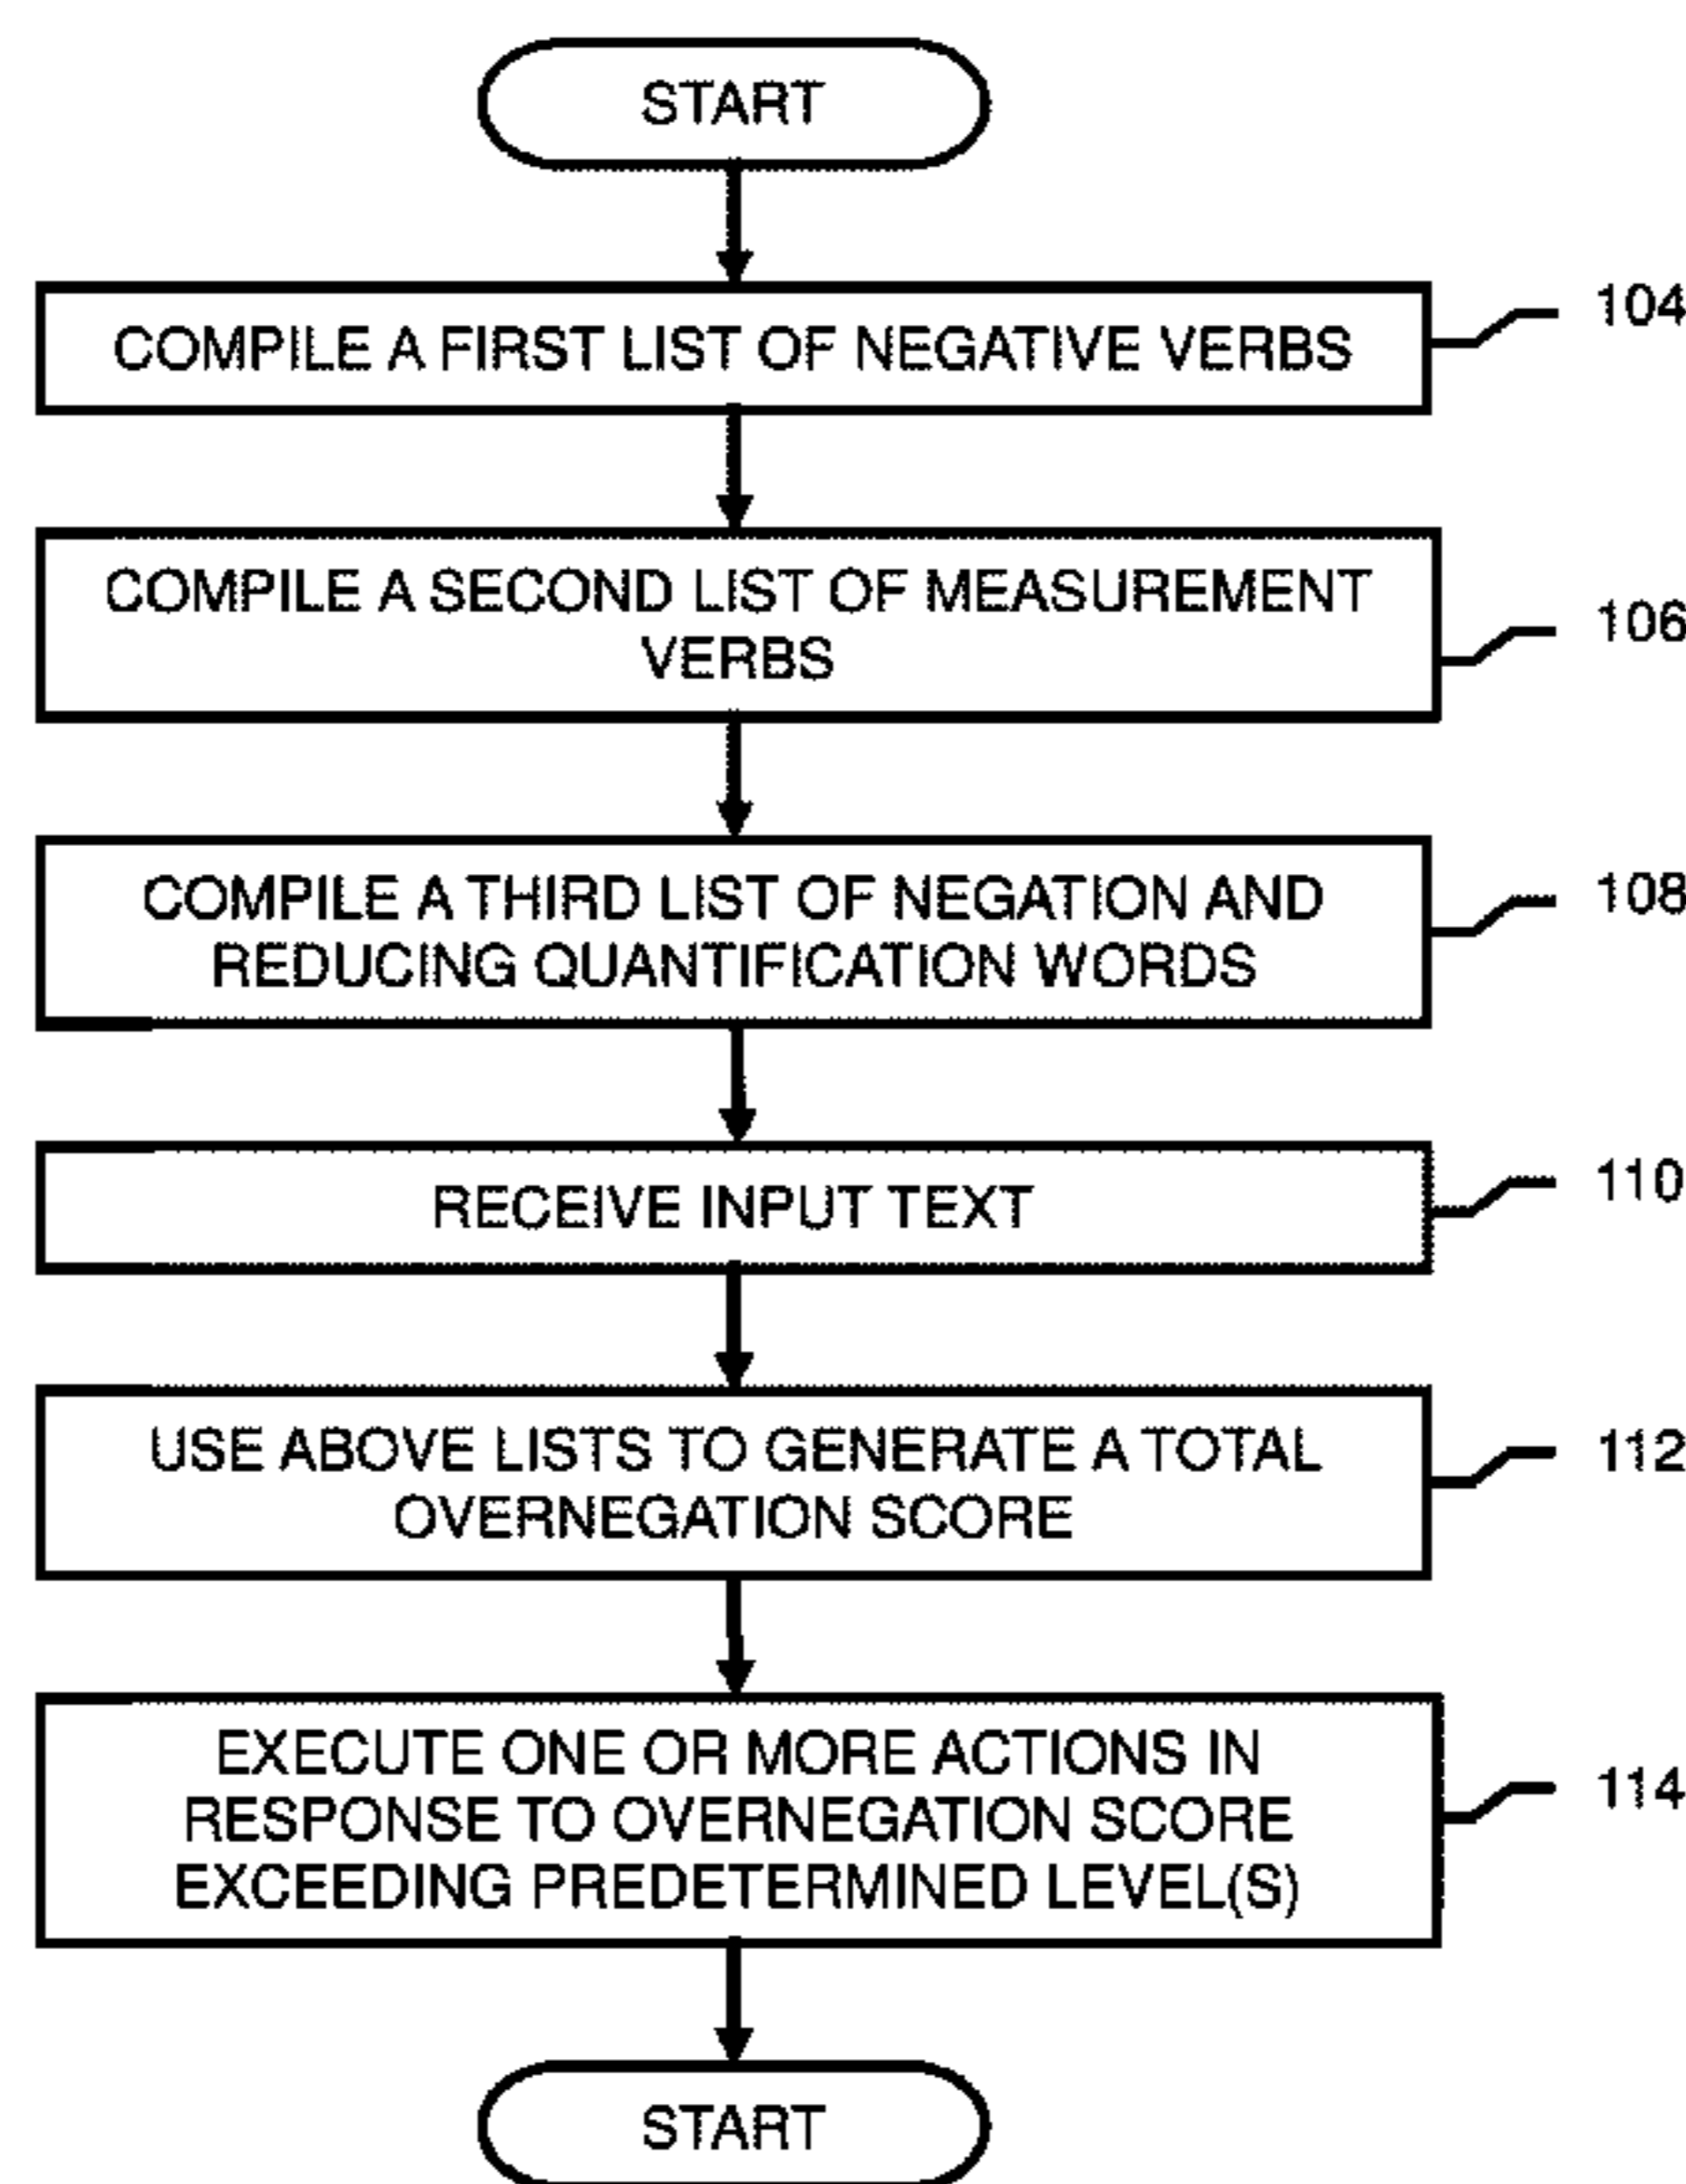 START
COMPILE A FIRST LIST OF NEGATIVE VERBS
104
COMPILE A SECOND LIST OF MEASUREMENT
VERBS
106
COMPILE A THIRD LIST OF NEGATION AND
REDUCING QUANTIFICATION WORDS
108
RECEIVE INPUT TEXT
110
USE ABOVE LISTS TO GENERATE A TOTAL
OVERNEGATION SCORE
112
EXECUTE ONE OR MORE ACTIONS IN
RESPONSE TO OVERNEGATION SCORE
EXCEEDING PREDETERMINED LEVEL(S)
114
START